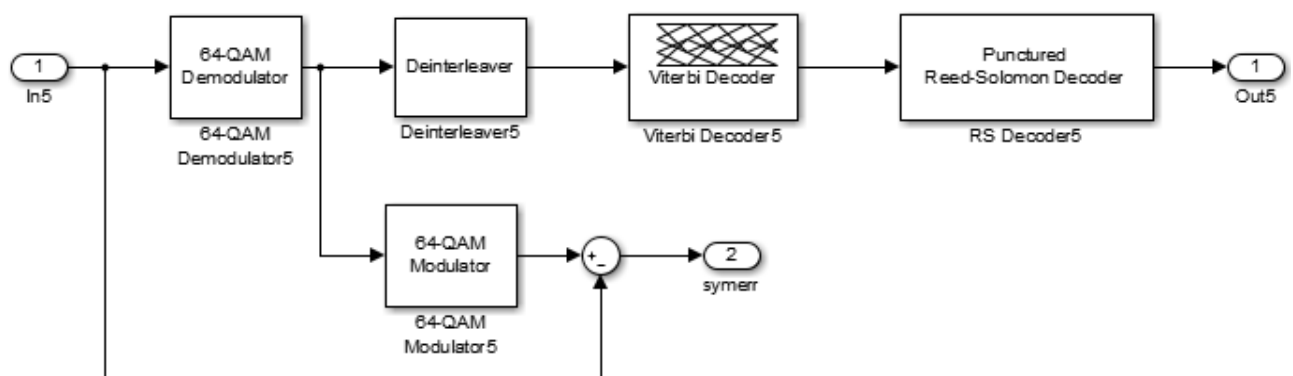 1
In5
64-QAM
Demodulator
64-QAM
Demodulator5
Deinterleaver
Deinterleaver5
Viterbi Decoder
Viterbi Decoder5
Punctured
Reed-Solomon Decoder
RS Decoder5
1
Out5
64-QAM
Modulator
64-QAM
Modulator5
+
−
2
symerr